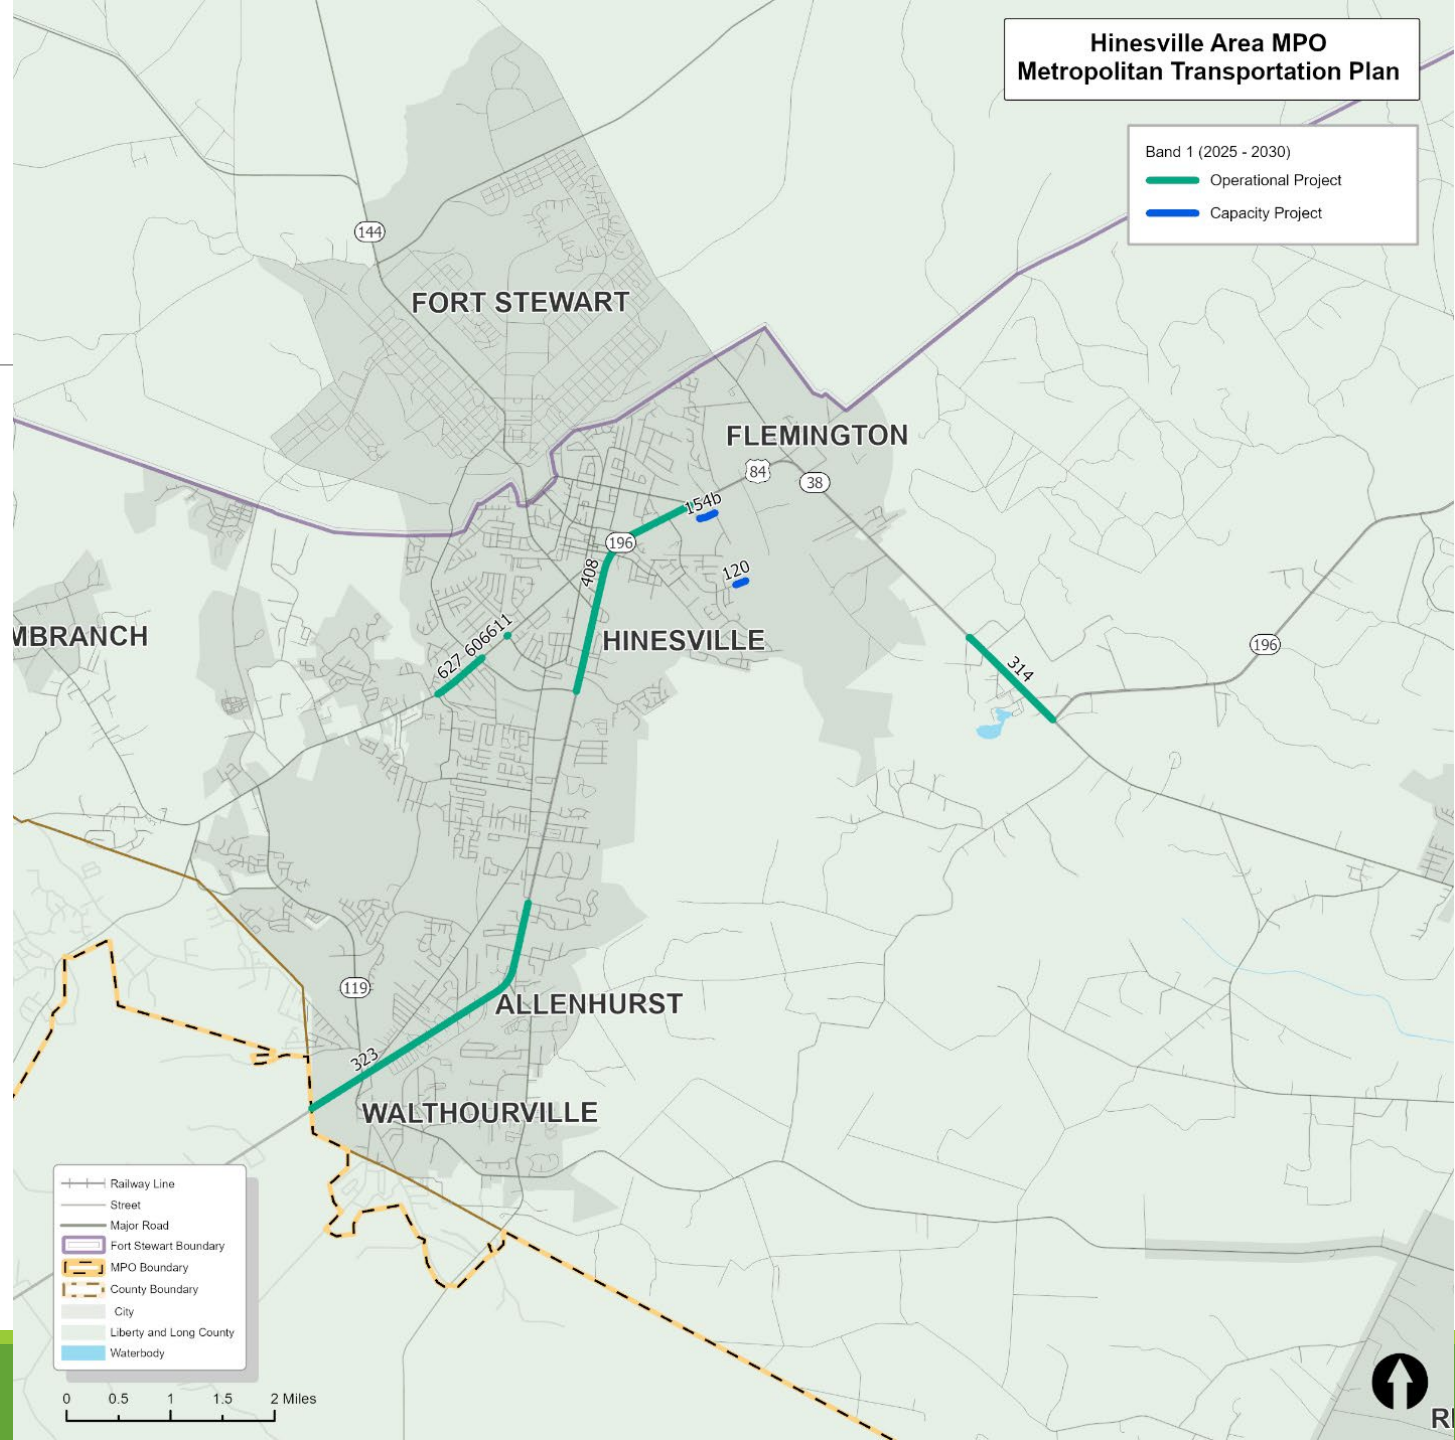 Hinesville Area MPO
Metropolitan Transportation Plan
Band 1 (2025 - 2030)
Operational Project
Capacity Project
144
FORT STEWART
FLEMINGTON
84
38
154b
196
408
120
MBRANCH
HINESVILLE
627 606611
314
196
119
ALLENHURST
323
WALTHOURVILLE
Railway Line
Street
Major Road
Fort Stewart Boundary
MPO Boundary
County Boundary
City
Liberty and Long County
Waterbody
0 0.5 1 1.5 2 Miles
RI